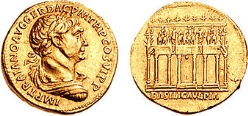 IMP TRAIANO AVG GER DAC P M TR P COS VI P P
BASILICA VLPIA